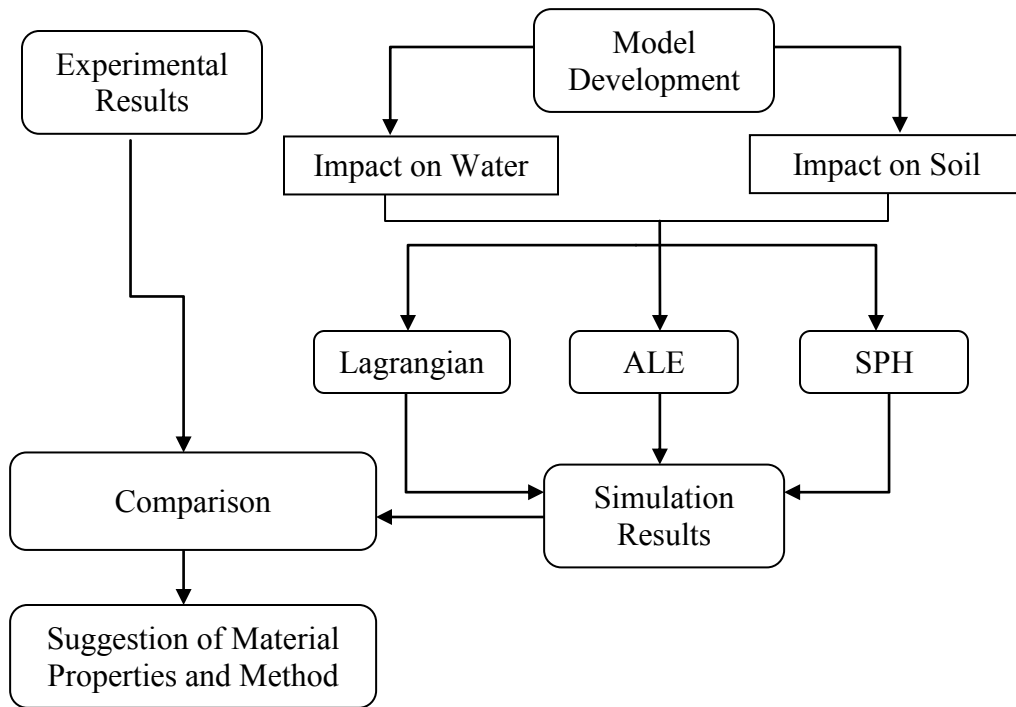 Experimental
Results
Model
Development
Impact on Water
Impact on Soil
Lagrangian
ALE
SPH
Comparison
Simulation
Results
Suggestion of Material
Properties and Method